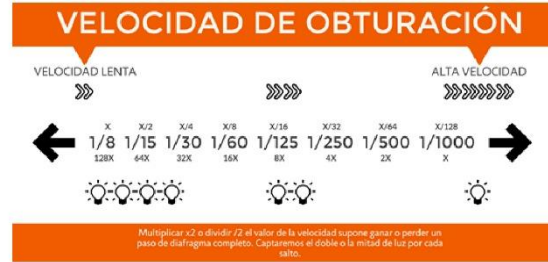 VELOCIDAD DE OBTURACIÓN
VELOCIDAD LENTA
ALTA VELOCIDAD
X X/2 X/4 X/8 X/16 X/32 X/64 X/128
1/8 1/15 1/30 1/60 1/125 1/250 1/500 1/1000
128X 64X 32X 16X 8X 4X 2X X
Multiplicar x2 o dividir /2 el valor de la velocidad supone ganar o perder un
paso de diafragma completo. Captaremos el doble o la mitad de luz por cada
salto.